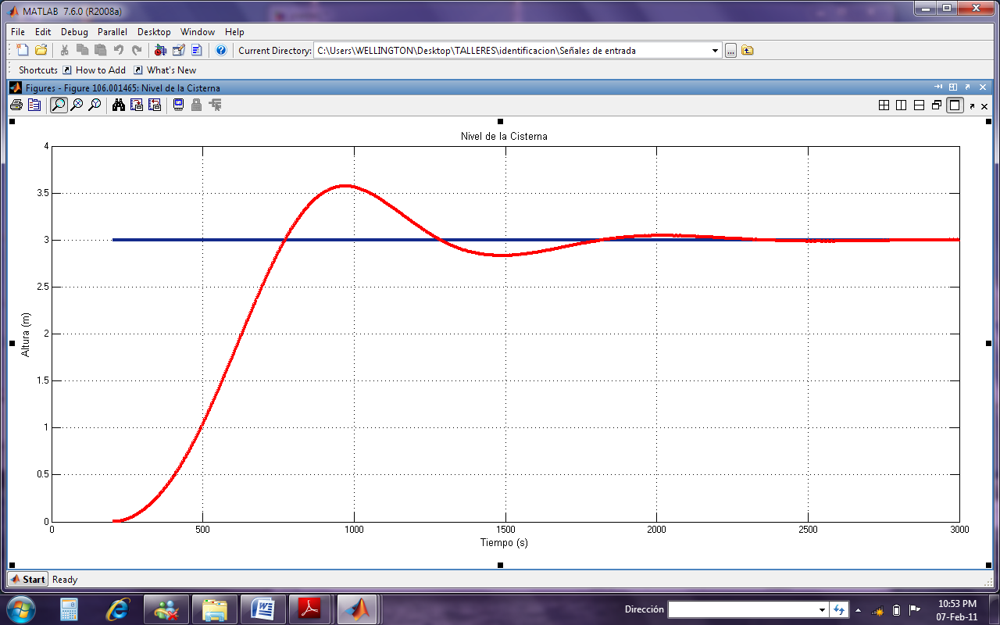 MATLAB 7.6.0 (R2008a)
File Edit Debug Parallel Desktop Window Help
Current Directory: C:\Users\WELLINGTON\Desktop\TALLERES\identificacion\Señales de entrada
Shortcuts How to Add What's New
Figures - Figure 106.001465: Nivel de la Cisterna
Nivel de la Cisterna
4
3.5
3
2.5
2
1.5
1
0.5
0
Altura (m)
0 500 1000 1500 2000 2500 3000
Tiempo (s)
Start Ready
Dirección
10:53 PM
07-Feb-11